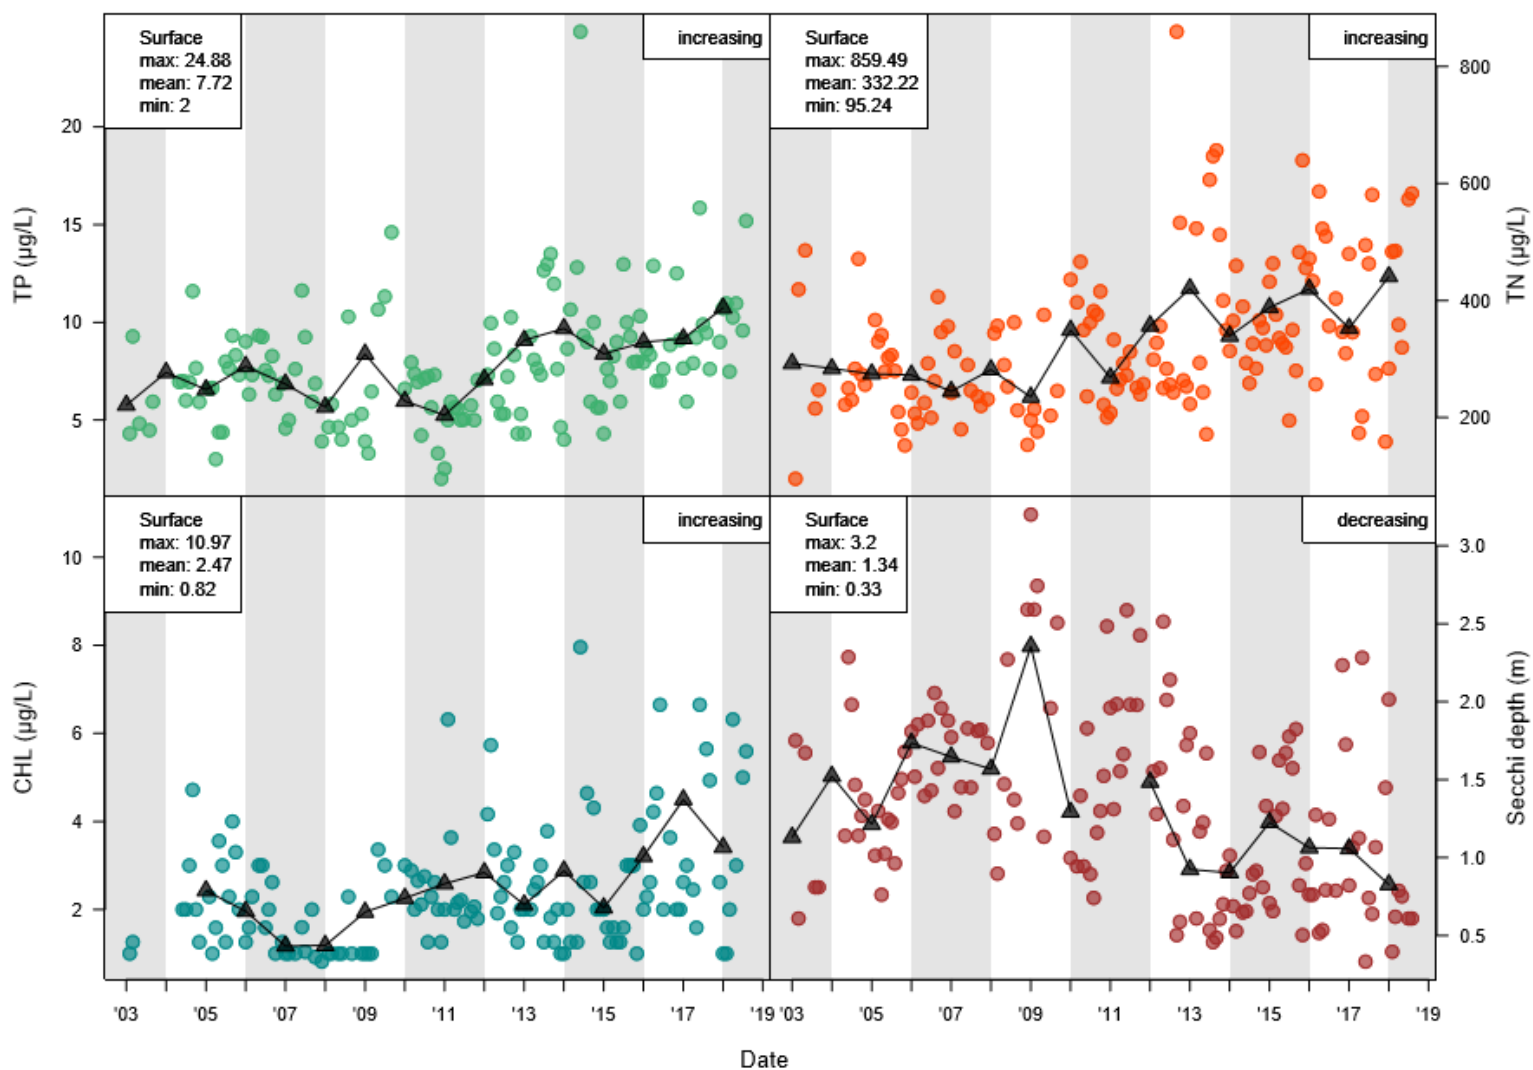 Surface
max: 24.88
mean: 7.72
min: 2
increasing
Surface
max: 859.49
mean: 332.22
min: 95.24
increasing
20
15
10
5
TP (µg/L)
800
600
400
200
TN (µg/L)
Surface
max: 10.97
mean: 2.47
min: 0.82
increasing
Surface
max: 3.2
mean: 1.34
min: 0.33
decreasing
10
8
6
4
2
CHL (µg/L)
3.0
2.5
2.0
1.5
1.0
0.5
Secchi depth (m)
'03 '05 '07 '09 '11 '13 '15 '17 '19
'03 '05 '07 '09 '11 '13 '15 '17 '19
Date